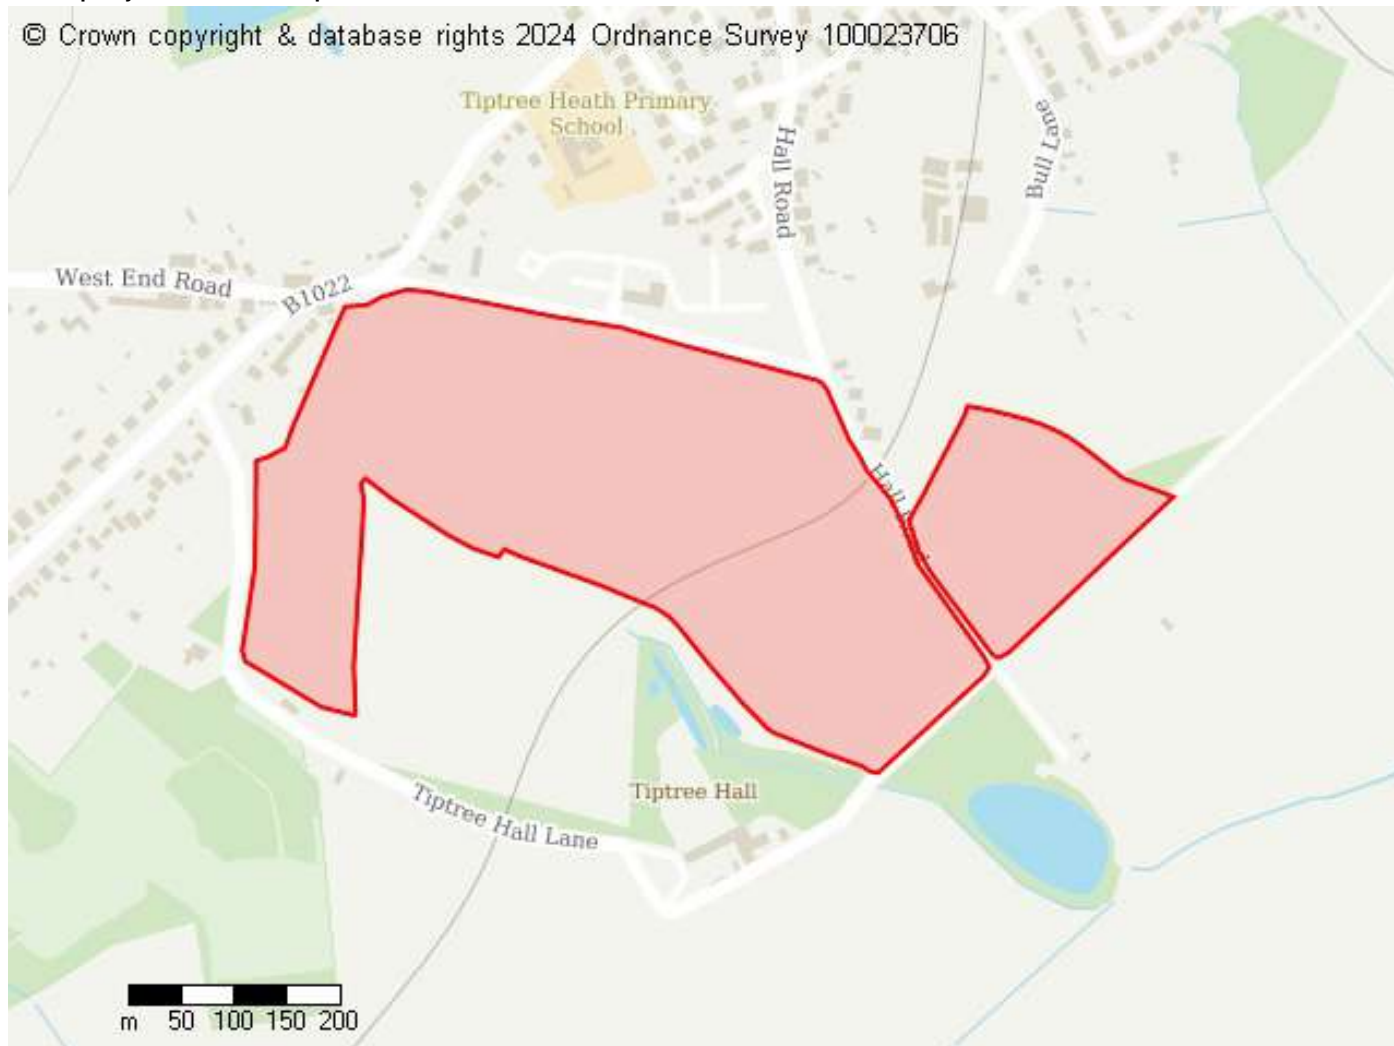 © Crown copyright & database rights 2024 Ordnance Survey 100023706
Tiptree Heath Primary
School
Hall Road
Bull Lane
West End Road
B1022
Hall
Tiptree Hall
Tiptree Hall Lane
m 50 100 150 200